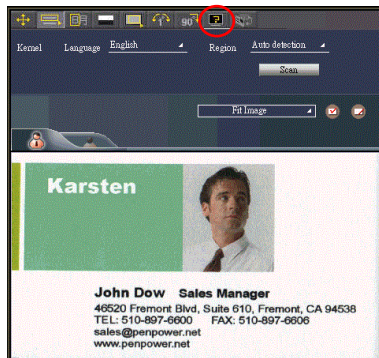 90°
?
Kernel Language English Region Auto detection
Scan
Fit Image
Karsten
John Dow Sales Manager
46520 Fremont Blvd, Suite 610, Fremont, CA 94538
TEL: 510-897-6600 FAX: 510-897-6606
sales@penpower.net
www.penpower.net